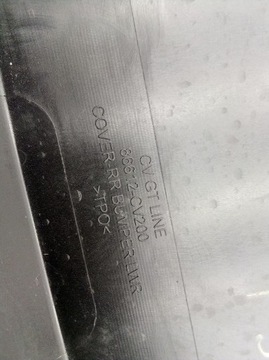 CV GT LINE
86612-CV200
COVER-RR BUMPER LWR
>TPO<